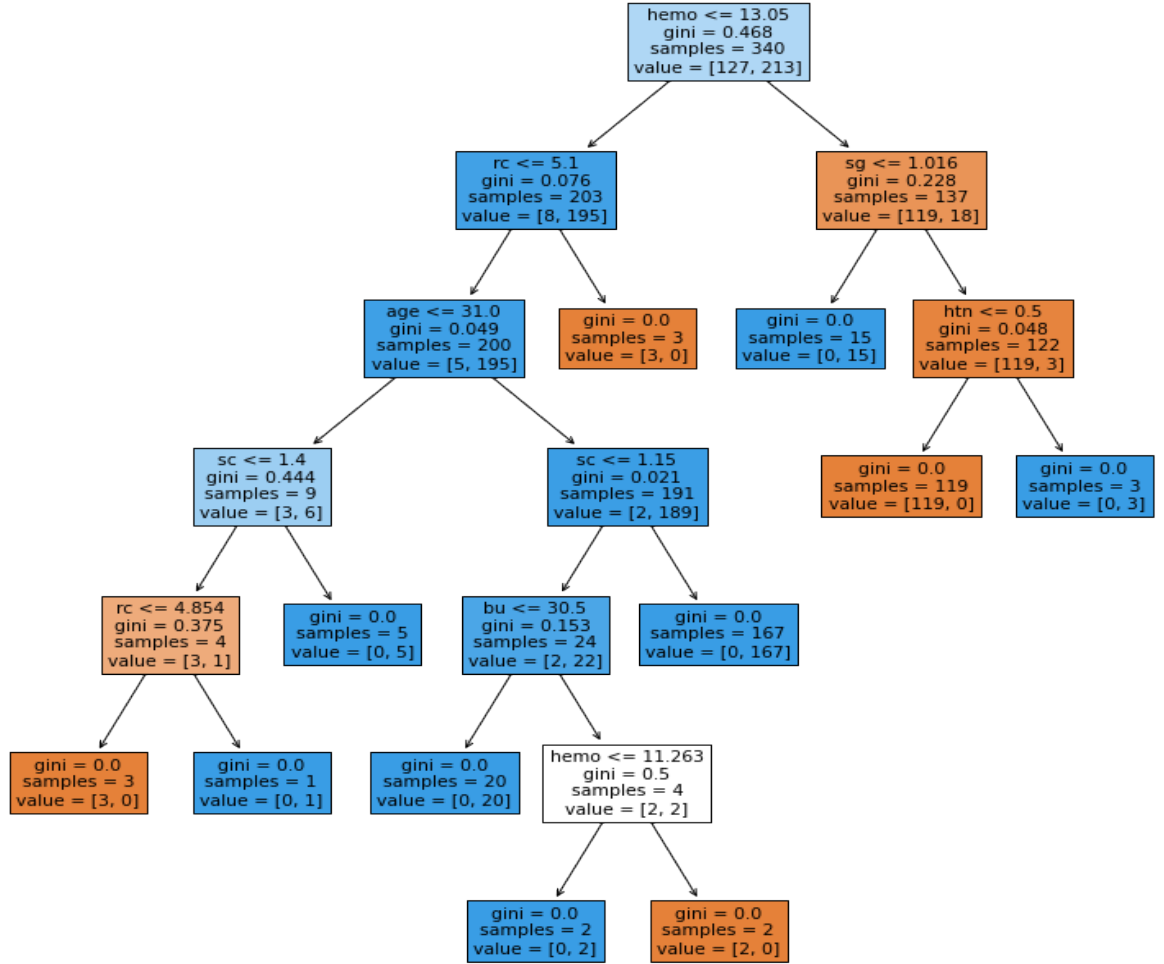 hemo <= 13.05
gini = 0.468
samples = 340
value = [127, 213]
rc <= 5.1
gini = 0.076
samples = 203
value = [8, 195]
sg <= 1.016
gini = 0.228
samples = 137
value = [119, 18]
age <= 31.0
gini = 0.049
samples = 200
value = [5, 195]
gini = 0.0
samples = 3
value = [3, 0]
gini = 0.0
samples = 15
value = [0, 15]
htn <= 0.5
gini = 0.048
samples = 122
value = [119, 3]
sc <= 1.4
gini = 0.444
samples = 9
value = [3, 6]
sc <= 1.15
gini = 0.021
samples = 191
value = [2, 189]
gini = 0.0
samples = 119
value = [119, 0]
gini = 0.0
samples = 3
value = [0, 3]
rc <= 4.854
gini = 0.375
samples = 4
value = [3, 1]
gini = 0.0
samples = 5
value = [0, 5]
bu <= 30.5
gini = 0.153
samples = 24
value = [2, 22]
gini = 0.0
samples = 167
value = [0, 167]
gini = 0.0
samples = 3
value = [3, 0]
gini = 0.0
samples = 1
value = [0, 1]
gini = 0.0
samples = 20
value = [0, 20]
hemo <= 11.263
gini = 0.5
samples = 4
value = [2, 2]
gini = 0.0
samples = 2
value = [0, 2]
gini = 0.0
samples = 2
value = [2, 0]